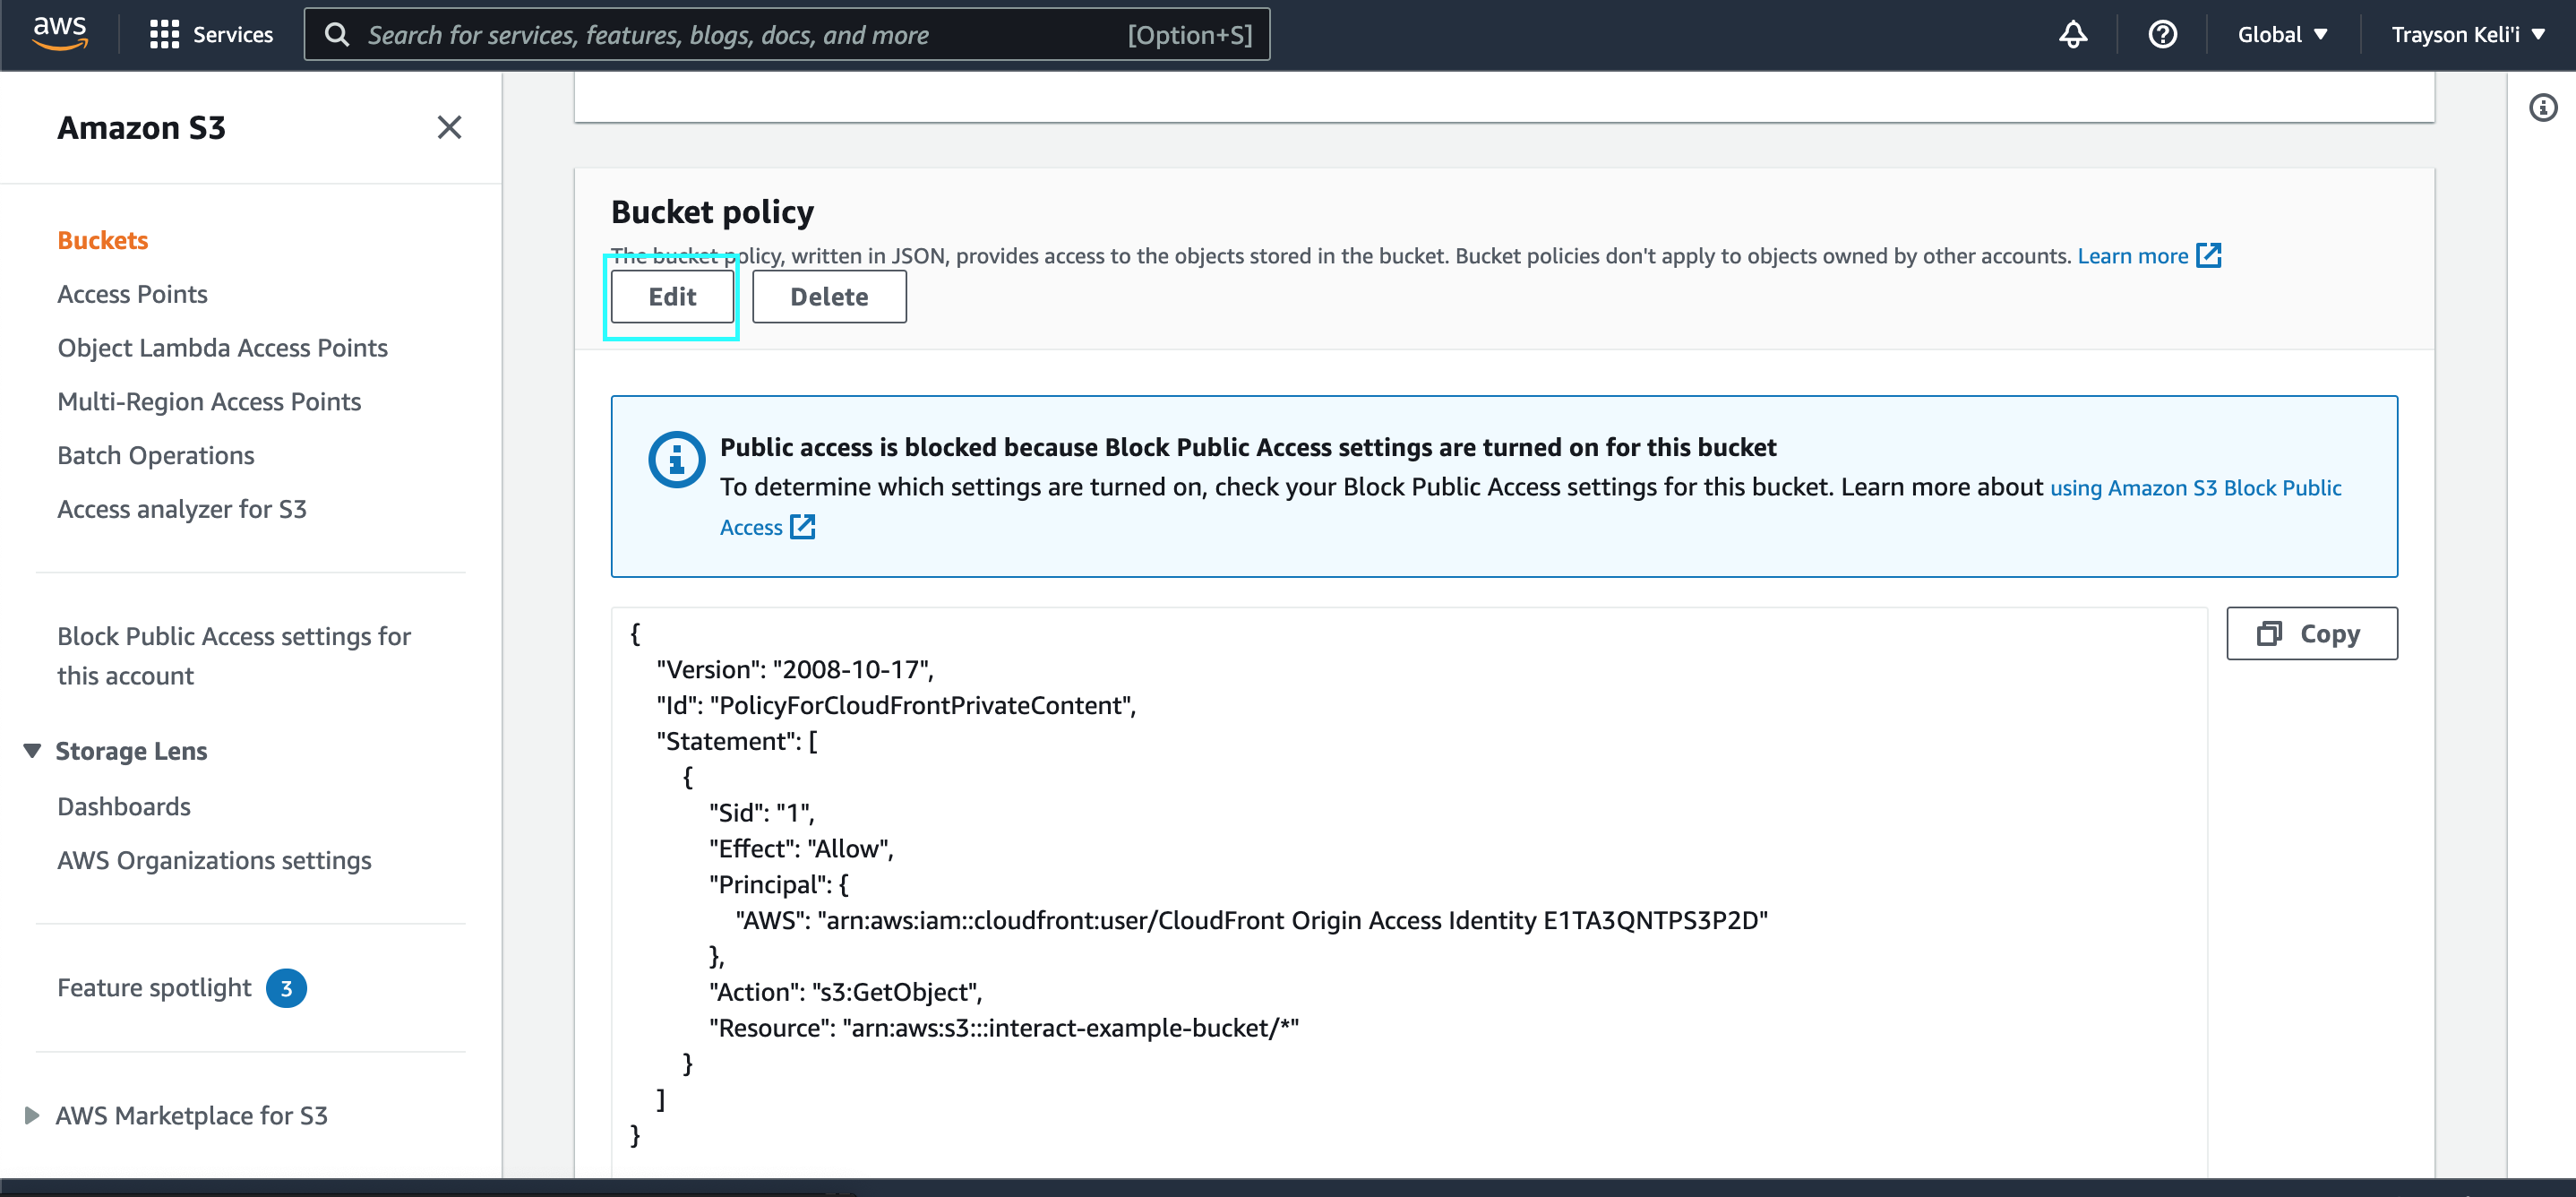 aws
Services
Search for services, features, blogs, docs, and more
[Option+S]
Global ▼
Trayson Keli'i ▼
Amazon S3
Buckets
Access Points
Object Lambda Access Points
Multi-Region Access Points
Batch Operations
Access analyzer for S3
Block Public Access settings for
this account
Storage Lens
Dashboards
AWS Organizations settings
Feature spotlight 3
AWS Marketplace for S3
Bucket policy
The bucket policy, written in JSON, provides access to the objects stored in the bucket. Bucket policies don't apply to objects owned by other accounts. Learn more
Edit
Delete
Public access is blocked because Block Public Access settings are turned on for this bucket
To determine which settings are turned on, check your Block Public Access settings for this bucket. Learn more about using Amazon S3 Block Public
Access
Copy
{
"Version": "2008-10-17",
"Id": "PolicyForCloudFrontPrivateContent",
"Statement": [
{
"Sid": "1",
"Effect": "Allow",
"Principal": {
"AWS": "arn:aws:iam::cloudfront:user/CloudFront Origin Access Identity E1TA3QNTPS3P2D"
},
"Action": "s3:GetObject",
"Resource": "arn:aws:s3:::interact-example-bucket/*"
}
]
}